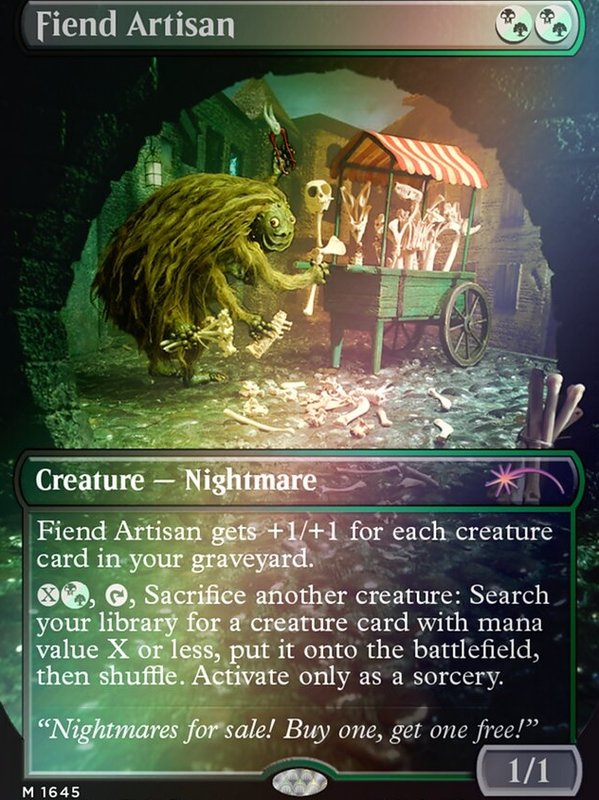 Fiend Artisan
Creature — Nightmare
Fiend Artisan gets +1/+1 for each creature
card in your graveyard.
X, Sacrifice another creature: Search
your library for a creature card with mana
value X or less, put it onto the battlefield,
then shuffle. Activate only as a sorcery.
“Nightmares for sale! Buy one, get one free!”
1/1
M 1645